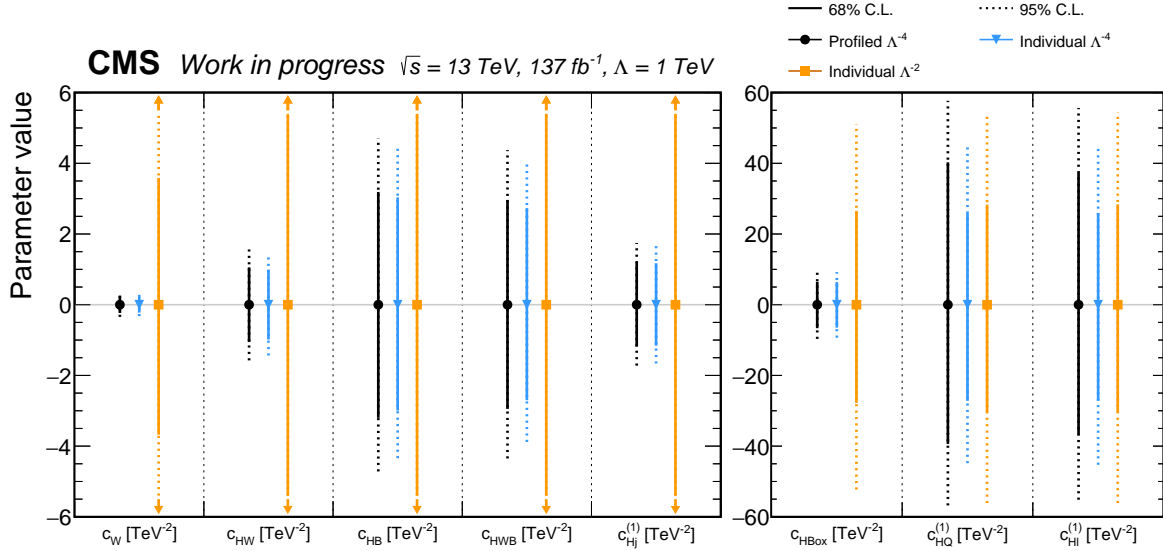 68% C.L. 95% C.L.
Profiled Λ⁻⁴ Individual Λ⁻⁴
Individual Λ⁻²
CMS Work in progress √s = 13 TeV, 137 fb⁻¹, Λ = 1 TeV
Parameter value
6
4
2
0
−2
−4
−6
60
40
20
0
−20
−40
−60
c_W [TeV⁻²] c_HW [TeV⁻²] c_HB [TeV⁻²] c_HWB [TeV⁻²] c_Hj^(1) [TeV⁻²] c_HBox [TeV⁻²] c_HQ^(1) [TeV⁻²] c_Hl^(1) [TeV⁻²]